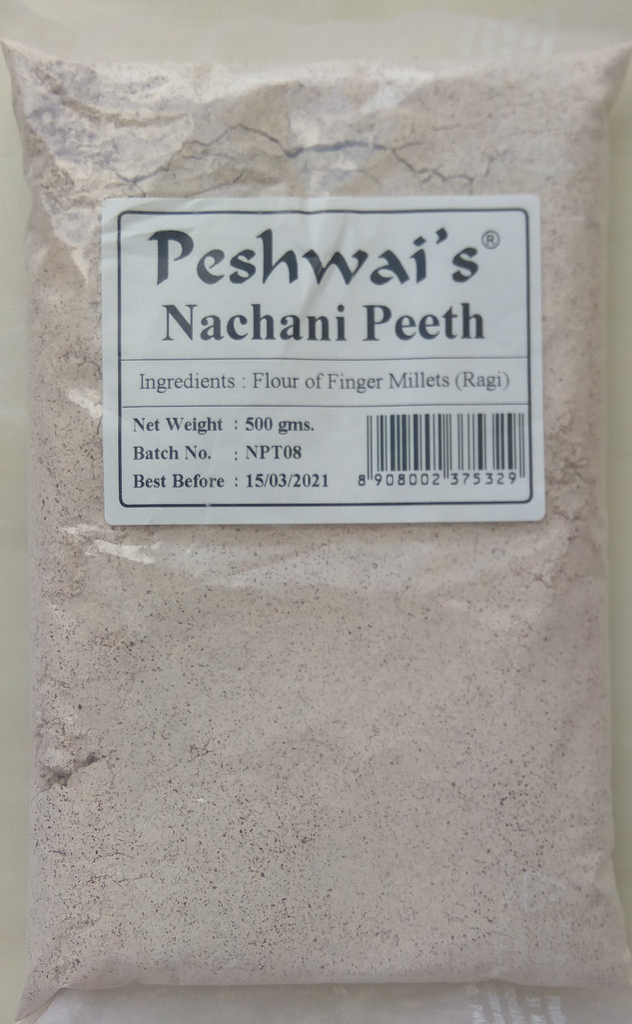 Peshwai's®
Nachani Peeth
Ingredients : Flour of Finger Millets (Ragi)
Net Weight : 500 gms.
Batch No. : NPT08
Best Before : 15/03/2021
8 908002 375329